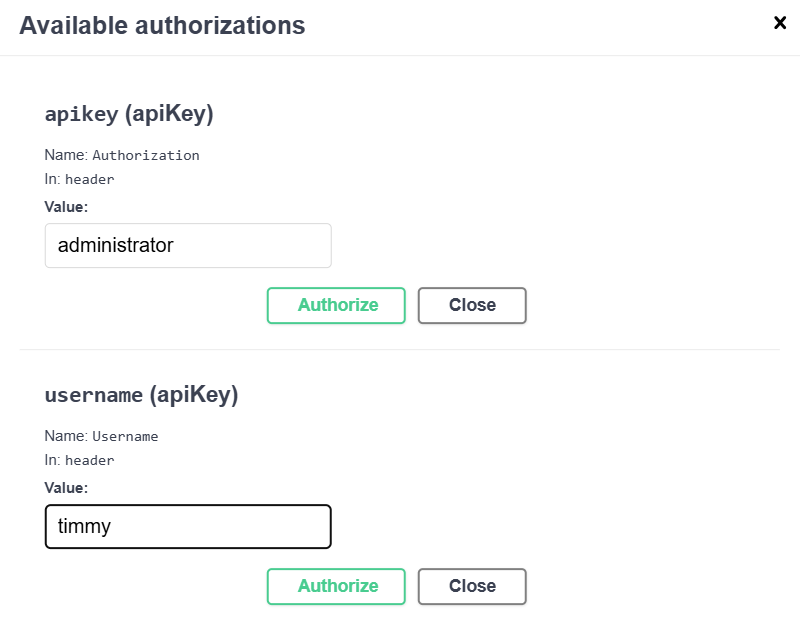 Available authorizations
apikey (apiKey)
Name: Authorization
In: header
Value:
administrator
Authorize Close
username (apiKey)
Name: Username
In: header
Value:
timmy
Authorize Close